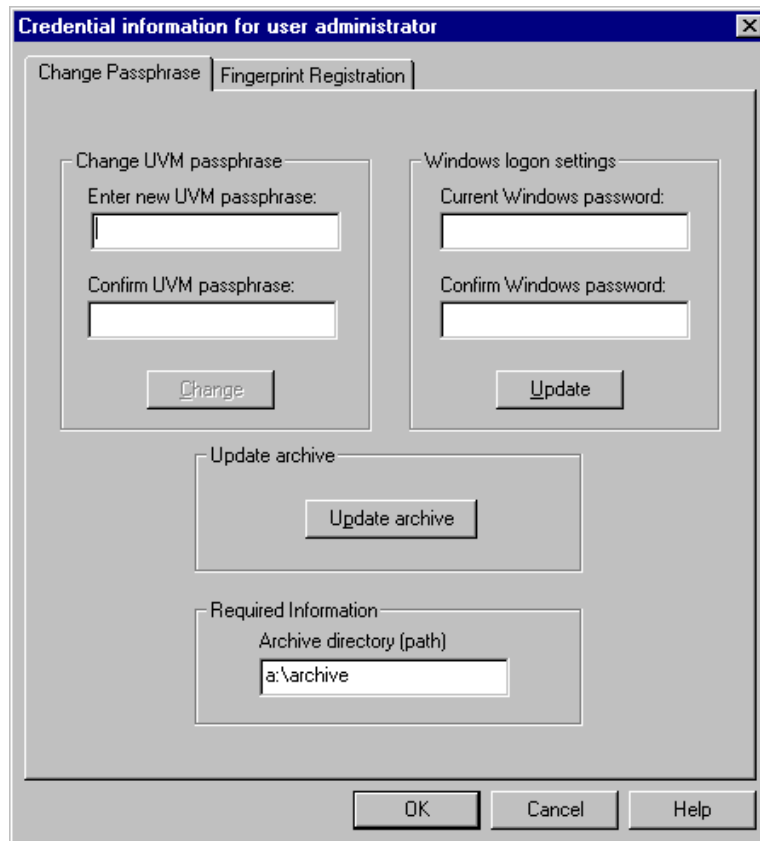 Credential information for user administrator
Change Passphrase
Fingerprint Registration
Change UVM passphrase
Enter new UVM passphrase:
Confirm UVM passphrase:
Change
Windows logon settings
Current Windows password:
Confirm Windows password:
Update
Update archive
Update archive
Required Information
Archive directory (path)
a:\archive
OK
Cancel
Help